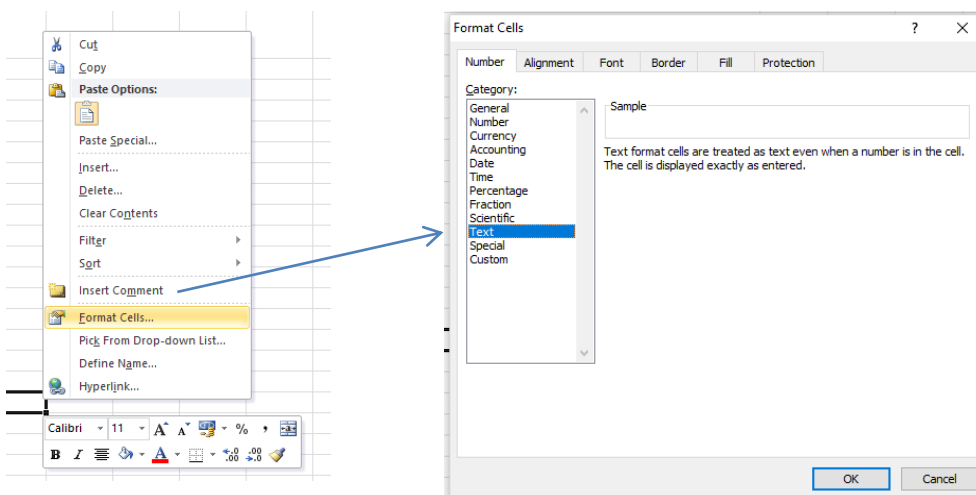 Cut
Copy
Paste Options:
Paste Special...
Insert...
Delete...
Clear Contents
Filter
Sort
Insert Comment
Format Cells...
Pick From Drop-down List...
Define Name...
Hyperlink...
Calibri 11 A A % ,
B I A .0 .00 .00 .0
Format Cells ?
Number Alignment Font Border Fill Protection
Category:
General
Number
Currency
Accounting
Date
Time
Percentage
Fraction
Scientific
Text
Special
Custom
Sample
Text format cells are treated as text even when a number is in the cell.
The cell is displayed exactly as entered.
OK Cancel